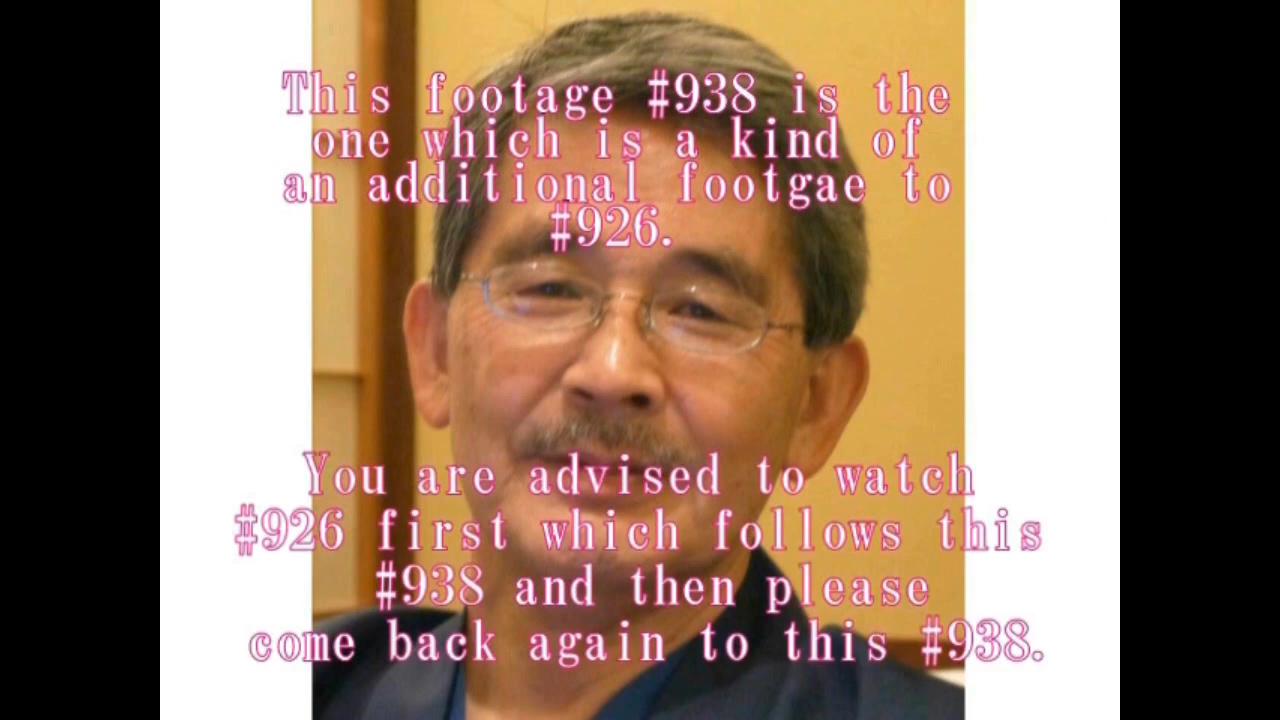 This footage #938 is the
one which is a kind of
an additional footgae to
#926.
You are advised to watch
#926 first which follows this
#938 and then please
come back again to this #938.